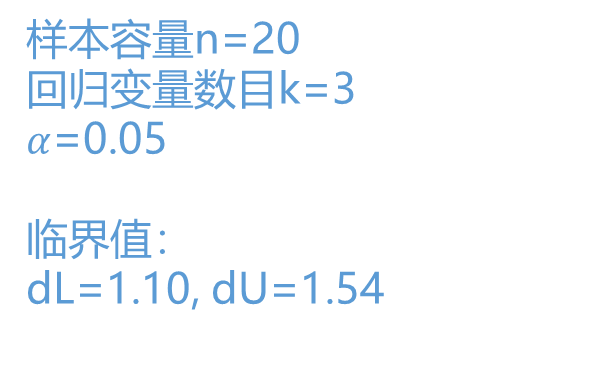 样本容量n=20
回归变量数目k=3
α=0.05
临界值：
dL=1.10, dU=1.54